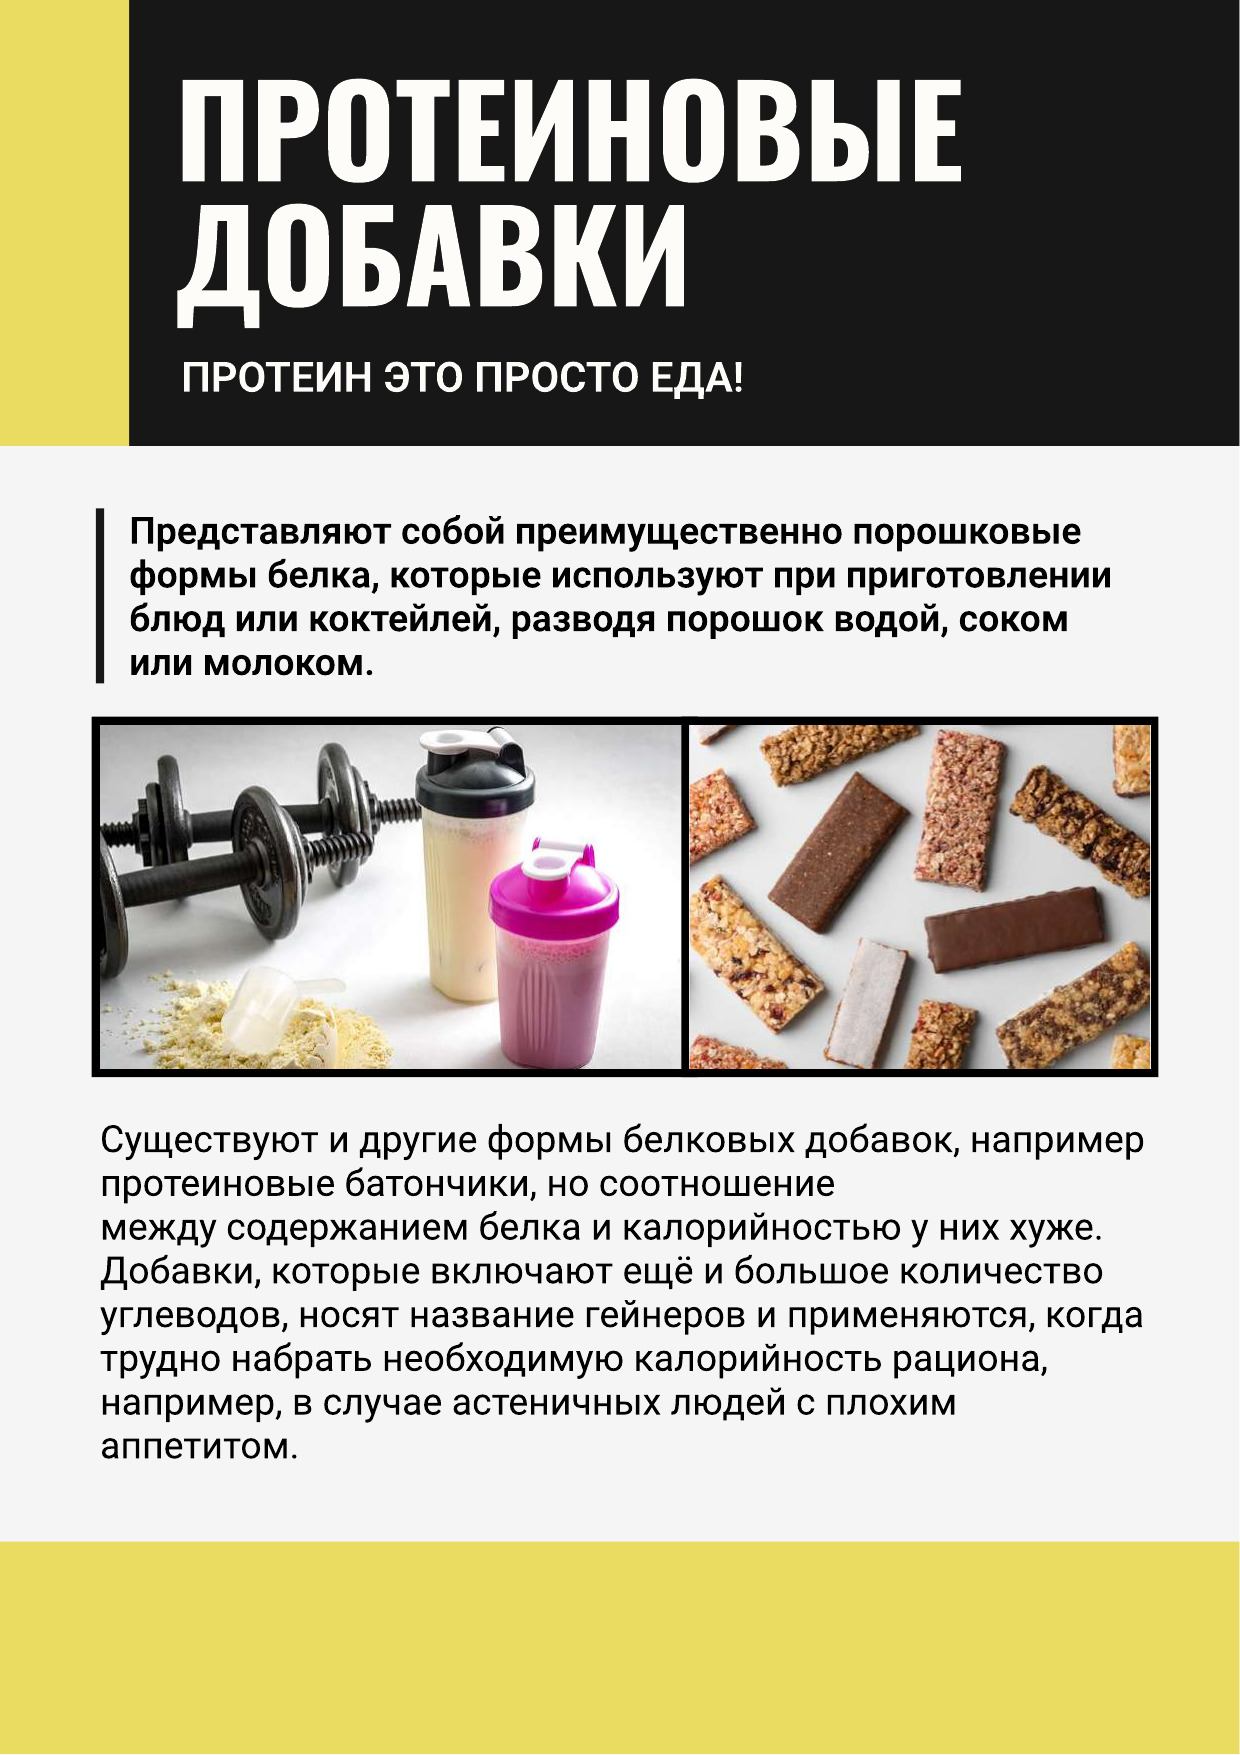 ПРОТЕИНОВЫЕ
ДОБАВКИ
ПРОТЕИН ЭТО ПРОСТО ЕДА!
Представляют собой преимущественно порошковые
формы белка, которые используют при приготовлении
блюд или коктейлей, разводя порошок водой, соком
или молоком.
Существуют и другие формы белковых добавок, например
протеиновые батончики, но соотношение
между содержанием белка и калорийностью у них хуже.
Добавки, которые включают ещё и большое количество
углеводов, носят название гейнеров и применяются, когда
трудно набрать необходимую калорийность рациона,
например, в случае астеничных людей с плохим
аппетитом.